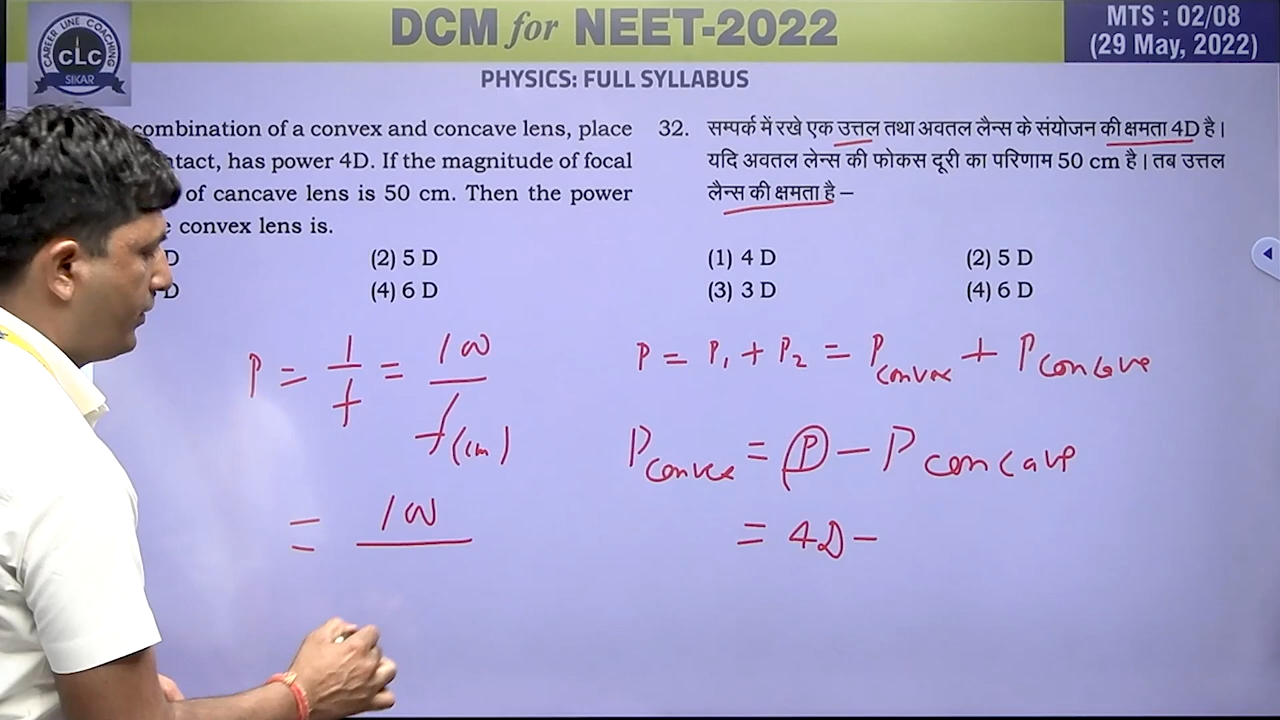 DCM for NEET-2022
MTS : 02/08
(29 May, 2022)
CAREER LINE COACHING
CLC
SIKAR
PHYSICS: FULL SYLLABUS
combination of a convex and concave lens, place
ntact, has power 4D. If the magnitude of focal
of cancave lens is 50 cm. Then the power
e convex lens is.
D
(2) 5 D
D
(4) 6 D
32. सम्पर्क में रखे एक उत्तल तथा अवतल लैन्स के संयोजन की क्षमता 4D है।
यदि अवतल लेन्स की फोकस दूरी का परिणाम 50 cm है। तब उत्तल
लैन्स की क्षमता है –
(1) 4 D
(2) 5 D
(3) 3 D
(4) 6 D
P = 1/f = 100/f(cm)
= 100
P = P₁ + P₂ = Pconvex + Pconcave
Pconvex = P – Pconcave
= 4D –